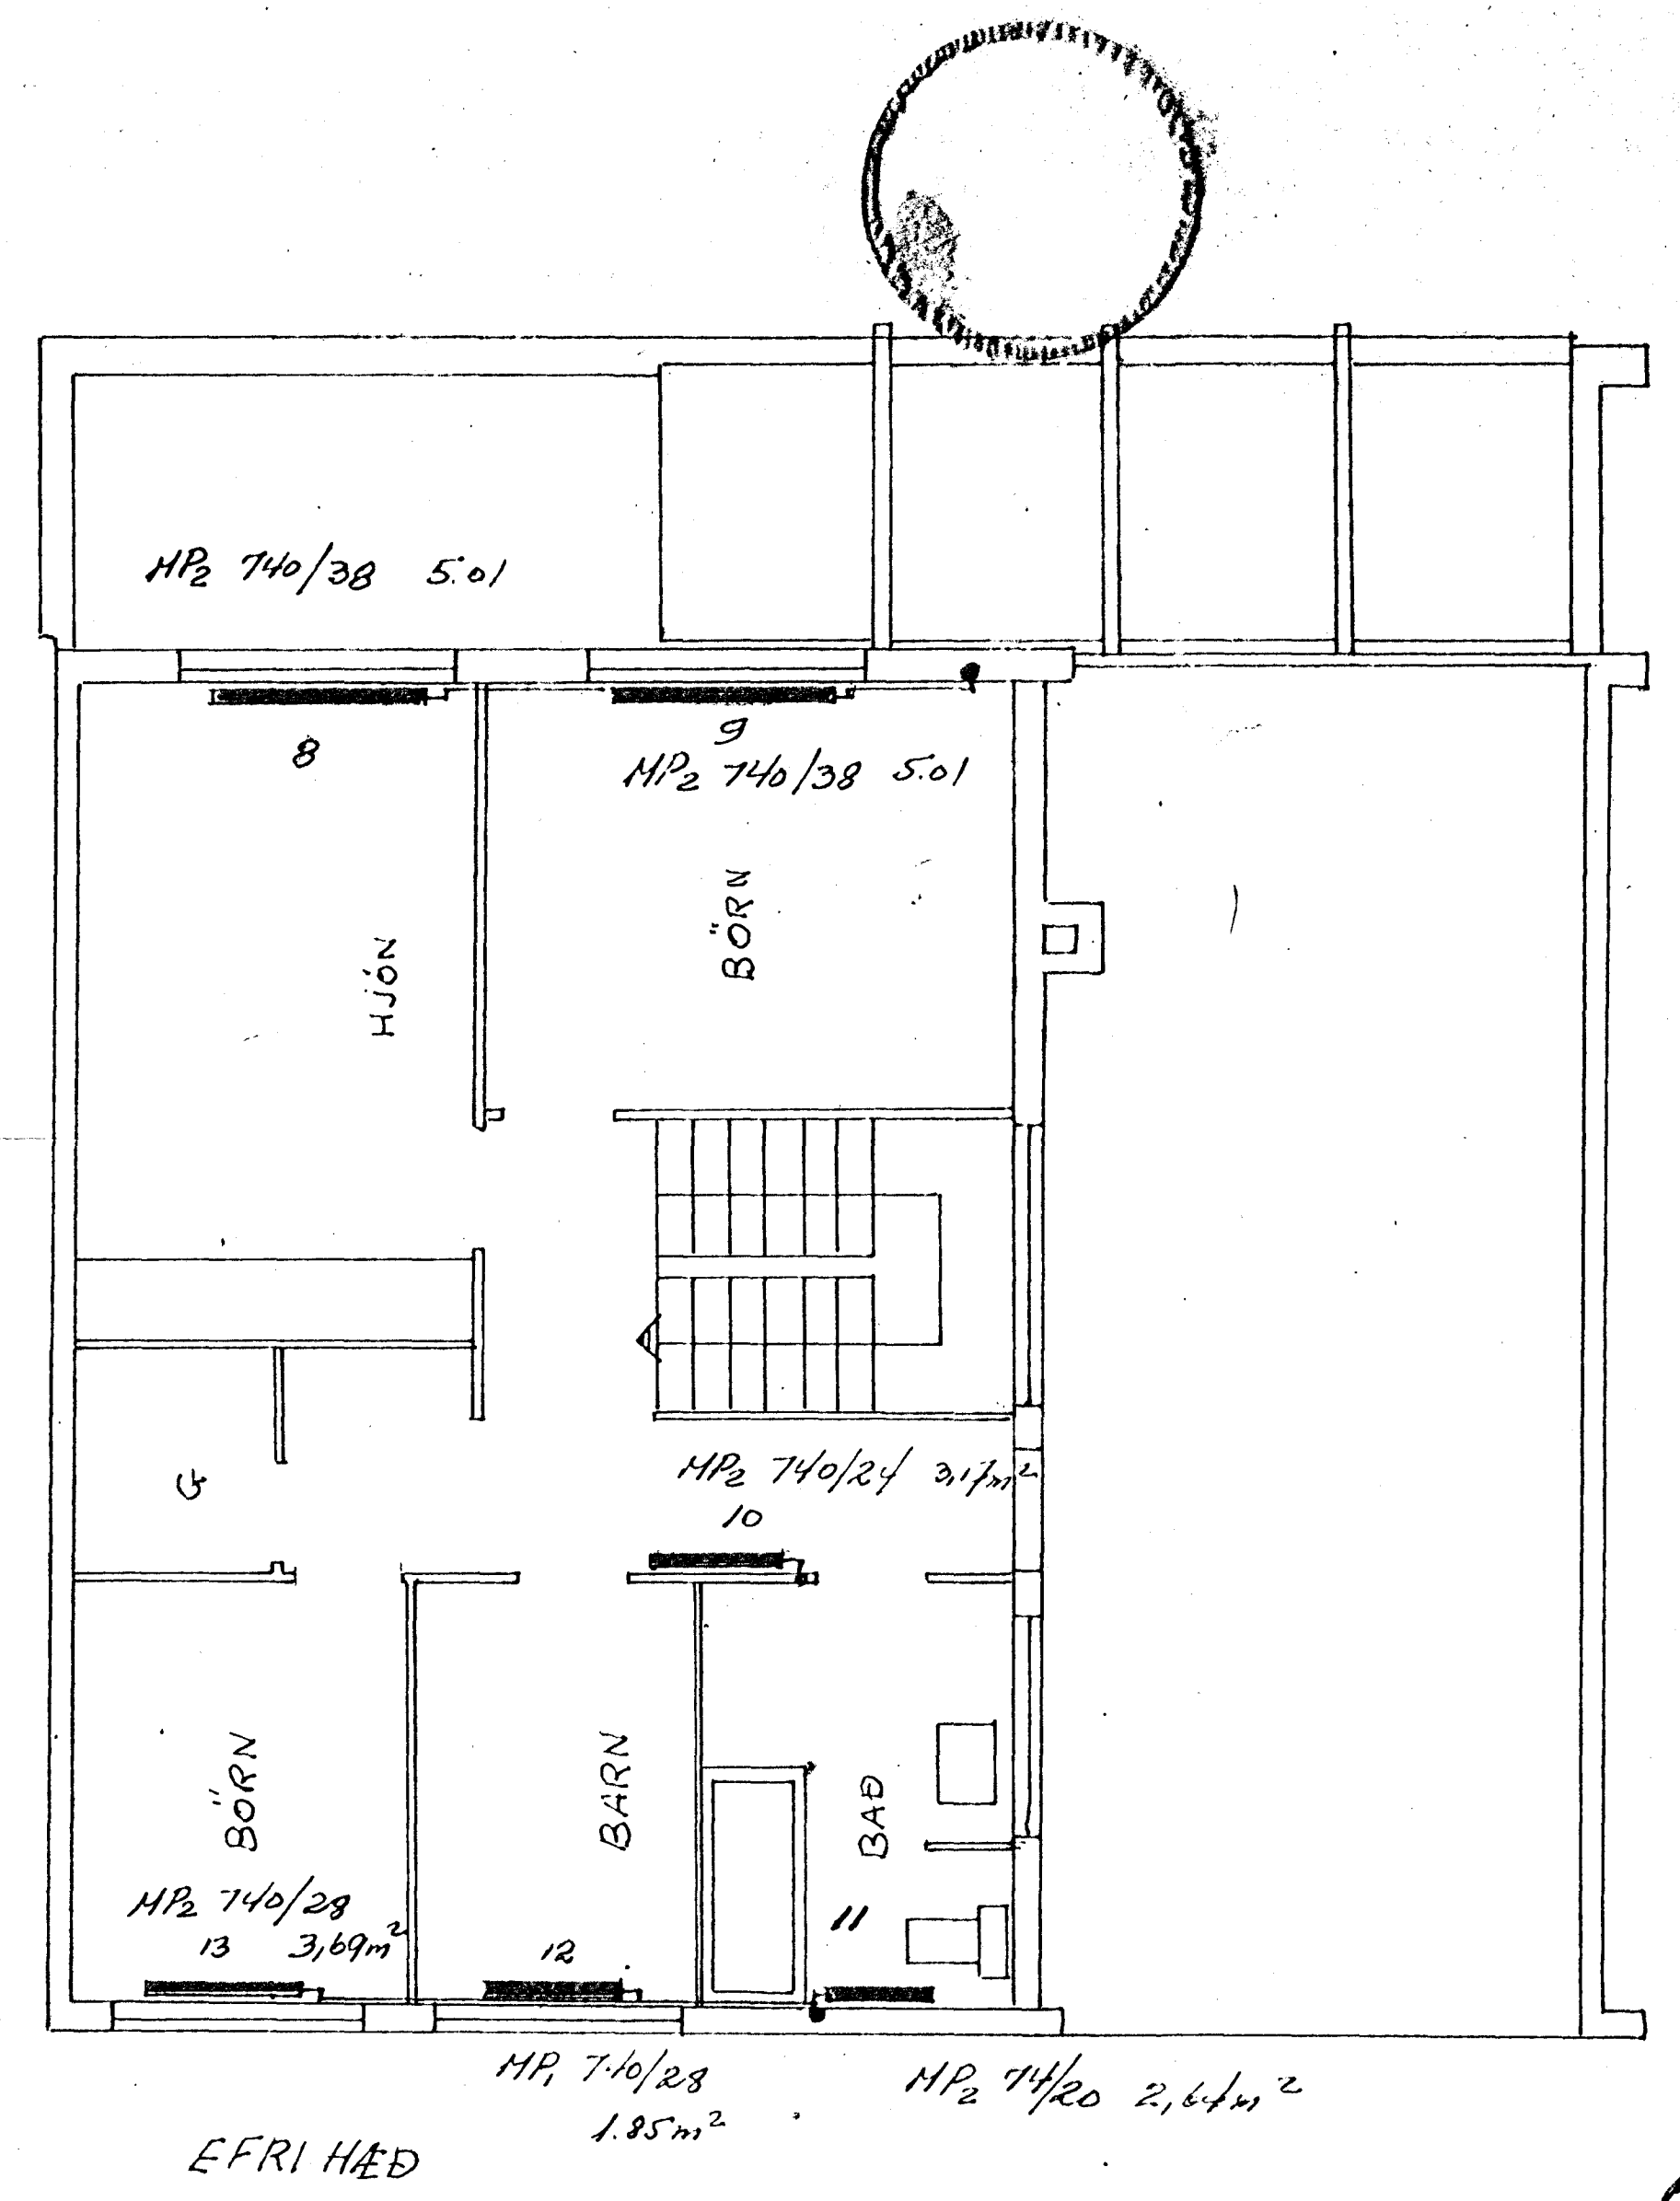 MP2 740/38 5.01
8
9
MP2 740/38 5.01
HJÓN
BÖRN
MP2 740/24 3,17m²
10
G
BÖRN
BARN
BAÐ
MP2 740/28
13 3,69m²
12
11
MP1 740/28
1.85m²
MP2 74/20 2,64m²
EFRI HÆÐ